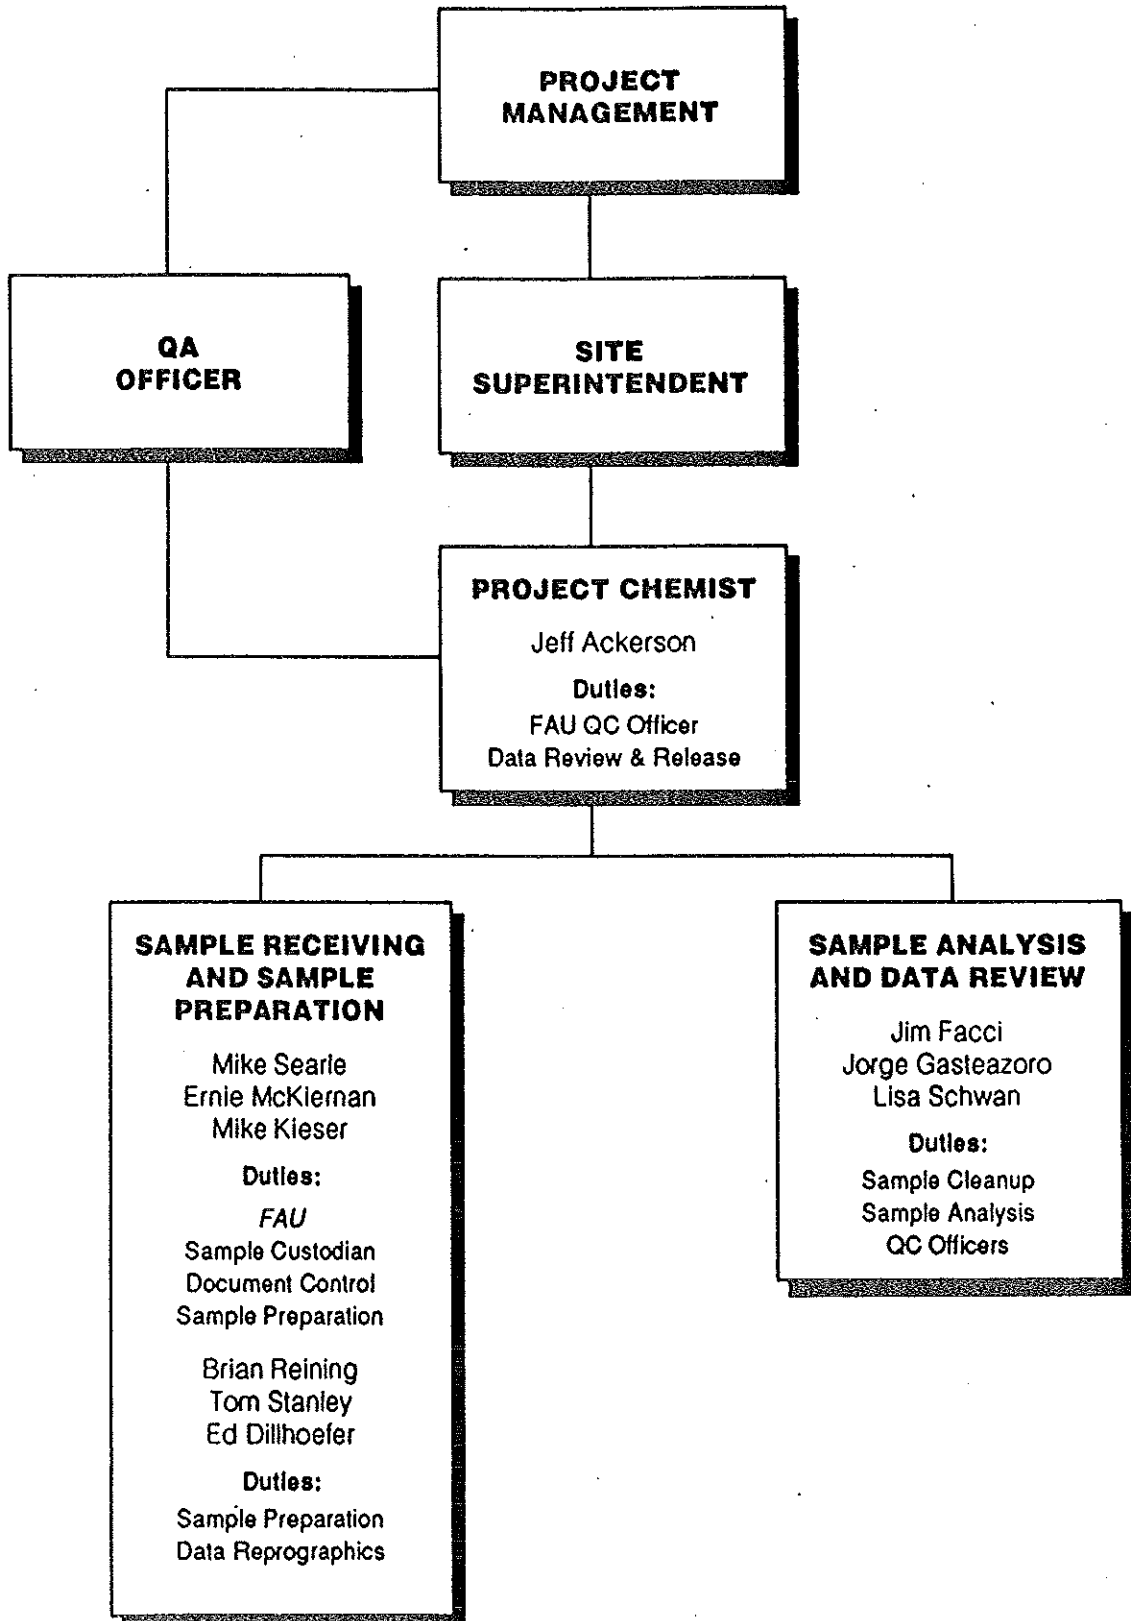 PROJECT
MANAGEMENT
QA
OFFICER
SITE
SUPERINTENDENT
PROJECT CHEMIST
Jeff Ackerson
Duties:
FAU QC Officer
Data Review & Release
SAMPLE RECEIVING
AND SAMPLE
PREPARATION
Mike Searle
Ernie McKiernan
Mike Kieser
Duties:
FAU
Sample Custodian
Document Control
Sample Preparation
Brian Reining
Tom Stanley
Ed Dillhoefer
Duties:
Sample Preparation
Data Reprographics
SAMPLE ANALYSIS
AND DATA REVIEW
Jim Facci
Jorge Gasteazoro
Lisa Schwan
Duties:
Sample Cleanup
Sample Analysis
QC Officers